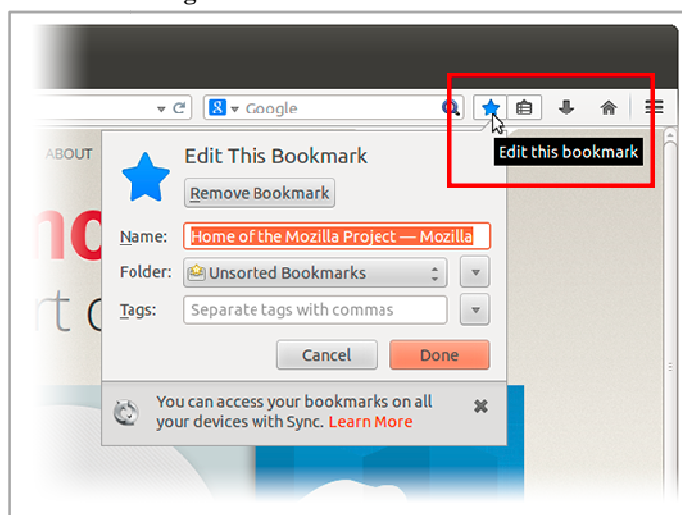 Google
ABOUT
Edit this bookmark
Edit This Bookmark
Remove Bookmark
Name: Home of the Mozilla Project — Mozilla
Folder: Unsorted Bookmarks
Tags: Separate tags with commas
Cancel Done
You can access your bookmarks on all
your devices with Sync. Learn More